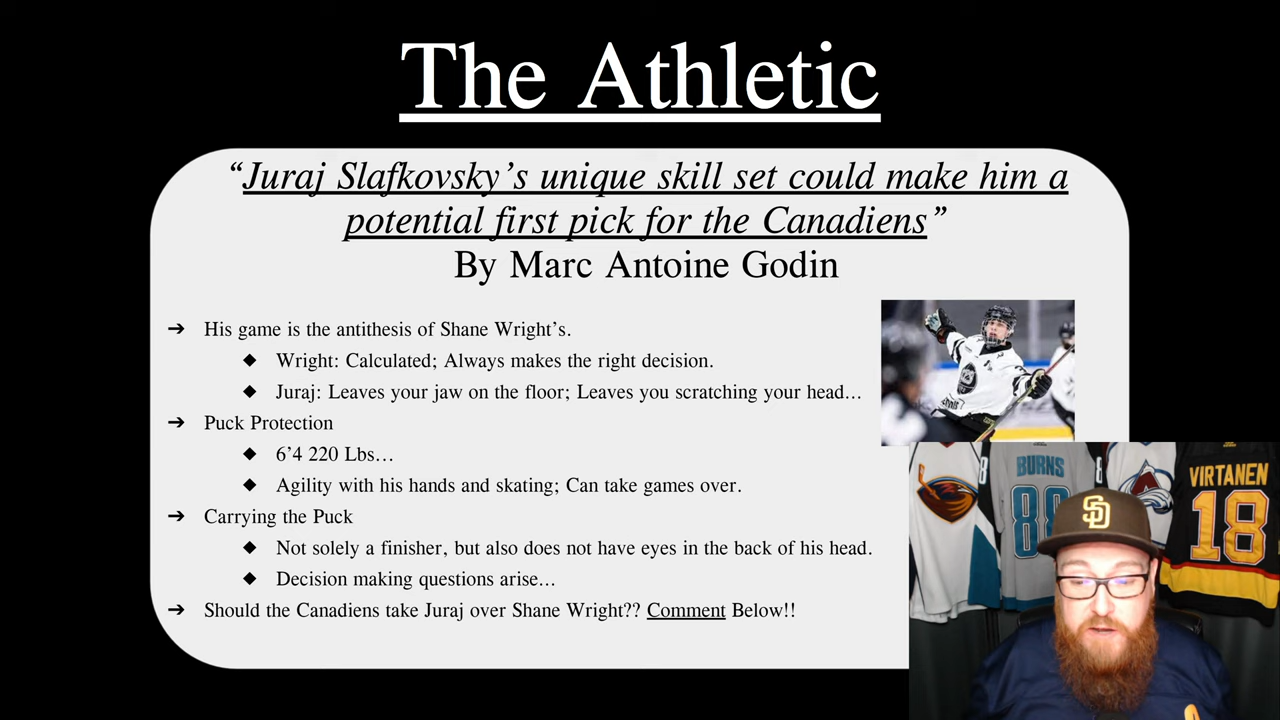 The Athletic
“Juraj Slafkovsky’s unique skill set could make him a
potential first pick for the Canadiens”
By Marc Antoine Godin
➔ His game is the antithesis of Shane Wright’s.
◆ Wright: Calculated; Always makes the right decision.
◆ Juraj: Leaves your jaw on the floor; Leaves you scratching your head…
➔ Puck Protection
◆ 6’4 220 Lbs…
◆ Agility with his hands and skating; Can take games over.
➔ Carrying the Puck
◆ Not solely a finisher, but also does not have eyes in the back of his head.
◆ Decision making questions arise…
➔ Should the Canadiens take Juraj over Shane Wright?? Comment Below!!
BURNS
88
VIRTANEN
18
SD